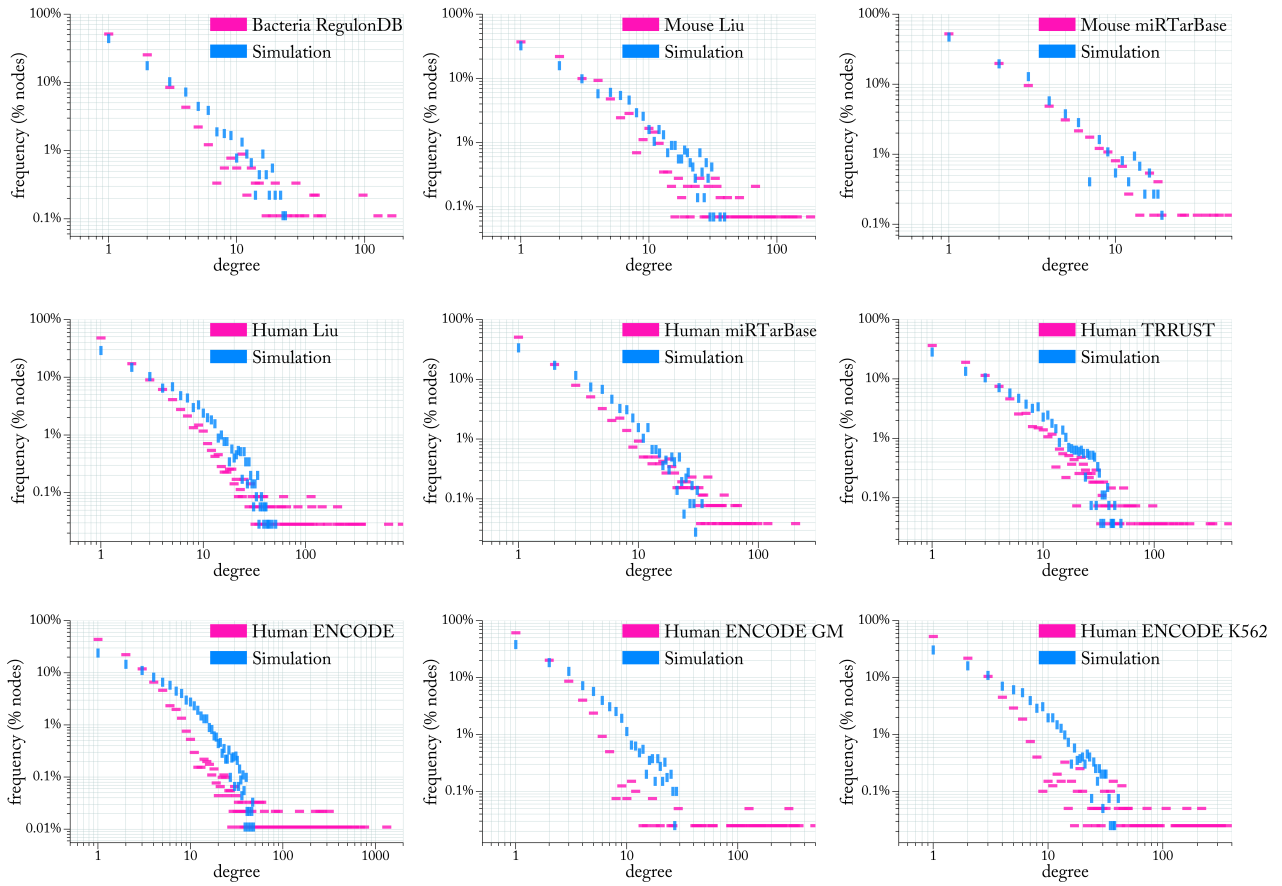 100%
10%
1%
0.1%
frequency (% nodes)
1
10
100
degree
Bacteria RegulonDB
Simulation
100%
10%
1%
0.1%
frequency (% nodes)
1
10
100
degree
Mouse Liu
Simulation
100%
10%
1%
0.1%
frequency (% nodes)
1
10
degree
Mouse miRTarBase
Simulation
100%
10%
1%
0.1%
frequency (% nodes)
1
10
100
degree
Human Liu
Simulation
100%
10%
1%
0.1%
frequency (% nodes)
1
10
100
degree
Human miRTarBase
Simulation
100%
10%
1%
0.1%
frequency (% nodes)
1
10
100
degree
Human TRRUST
Simulation
100%
10%
1%
0.1%
0.01%
frequency (% nodes)
1
10
100
1000
degree
Human ENCODE
Simulation
100%
10%
1%
0.1%
frequency (% nodes)
1
10
100
degree
Human ENCODE GM
Simulation
100%
10%
1%
0.1%
frequency (% nodes)
1
10
100
degree
Human ENCODE K562
Simulation